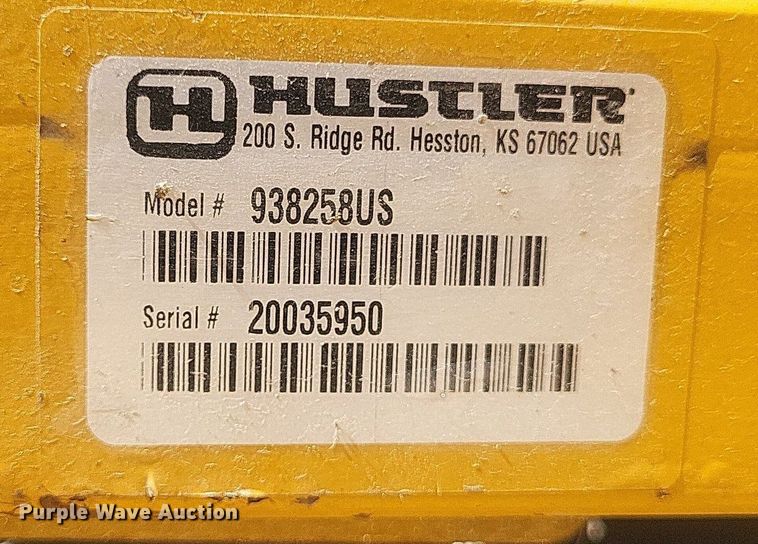 H HUSTLER
200 S. Ridge Rd. Hesston, KS 67062 USA
Model # 938258US
Serial # 20035950
Purple Wave Auction